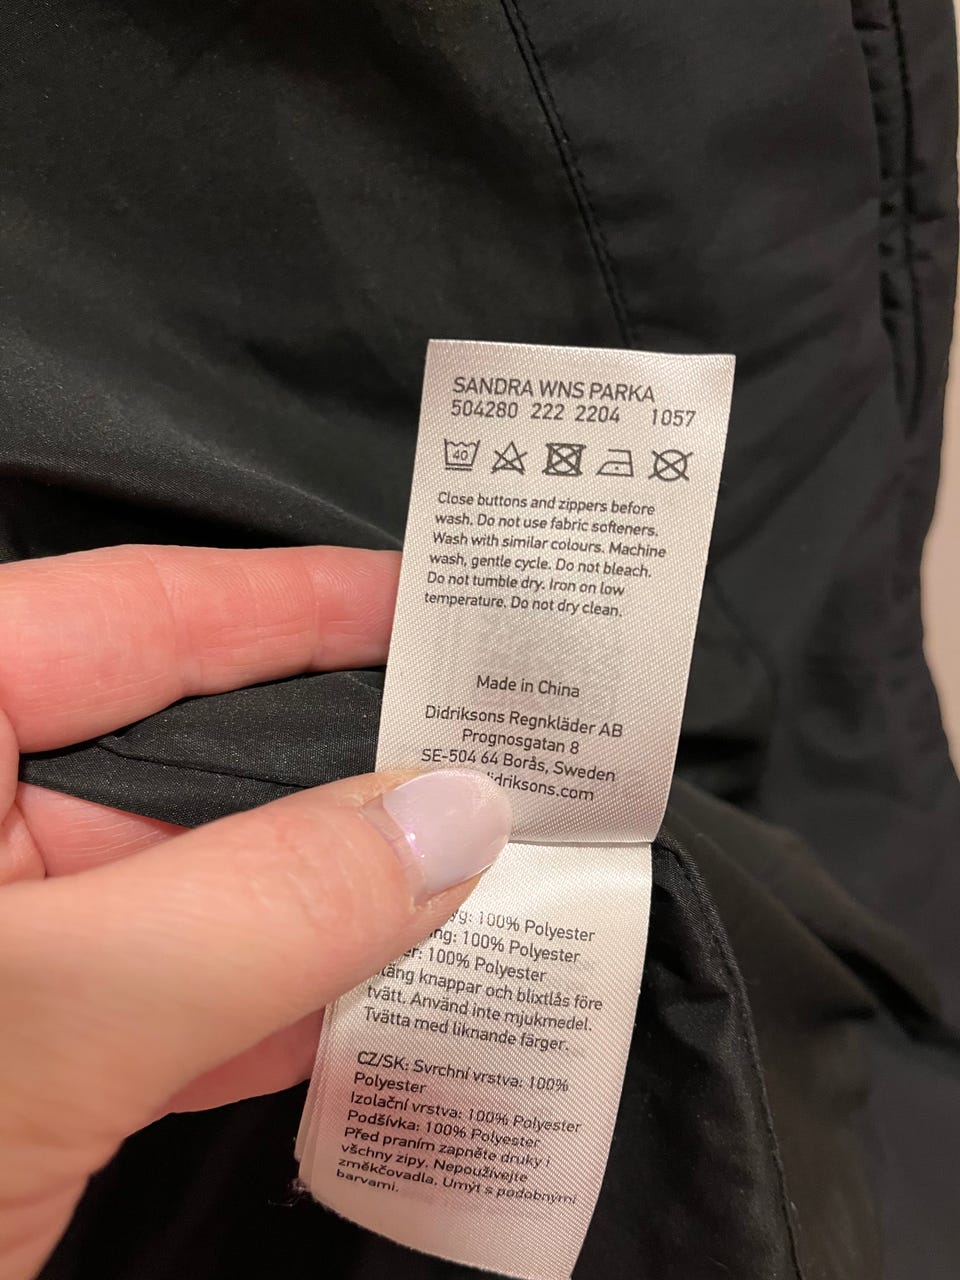 SANDRA WNS PARKA
504280 222 2204 1057
40
Close buttons and zippers before
wash. Do not use fabric softeners.
Wash with similar colours. Machine
wash, gentle cycle. Do not bleach.
Do not tumble dry. Iron on low
temperature. Do not dry clean.
Made in China
Didriksons Regnkläder AB
Prognosgatan 8
SE-504 64 Borås, Sweden
didriksons.com
100% Polyester
100% Polyester
100% Polyester
knappar och blixtlås före
tvätt. Använd inte mjukmedel.
Tvätta med liknande färger.
CZ/SK: Svrchní vrstva: 100%
Polyester
Izolační vrstva: 100% Polyester
Podšívka: 100% Polyester
Před praním zapněte druky i
všchny zipy. Nepoužívejte
změkčovadla. Umýt s podobnými
barvami.